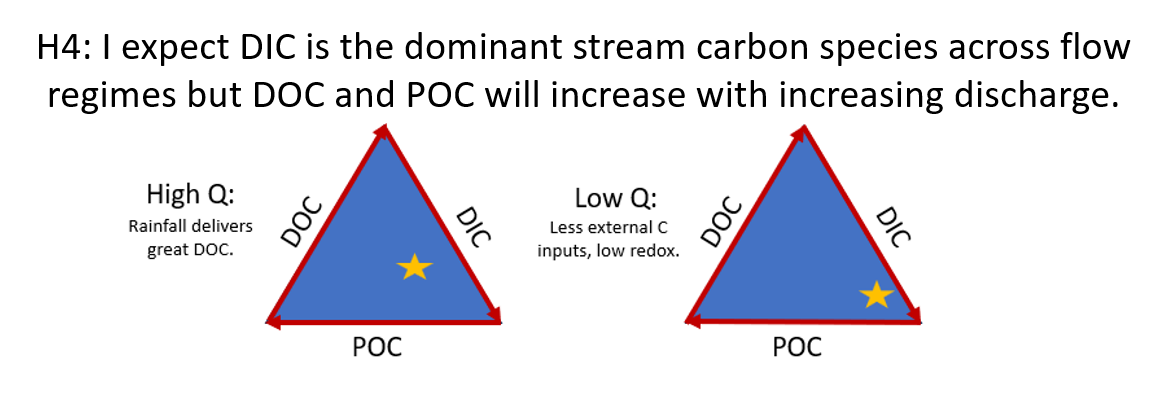 H4: I expect DIC is the dominant stream carbon species across flow
regimes but DOC and POC will increase with increasing discharge.
High Q:
Rainfall delivers
great DOC.
DOC
DIC
POC
Low Q:
Less external C
inputs, low redox.
DOC
DIC
POC